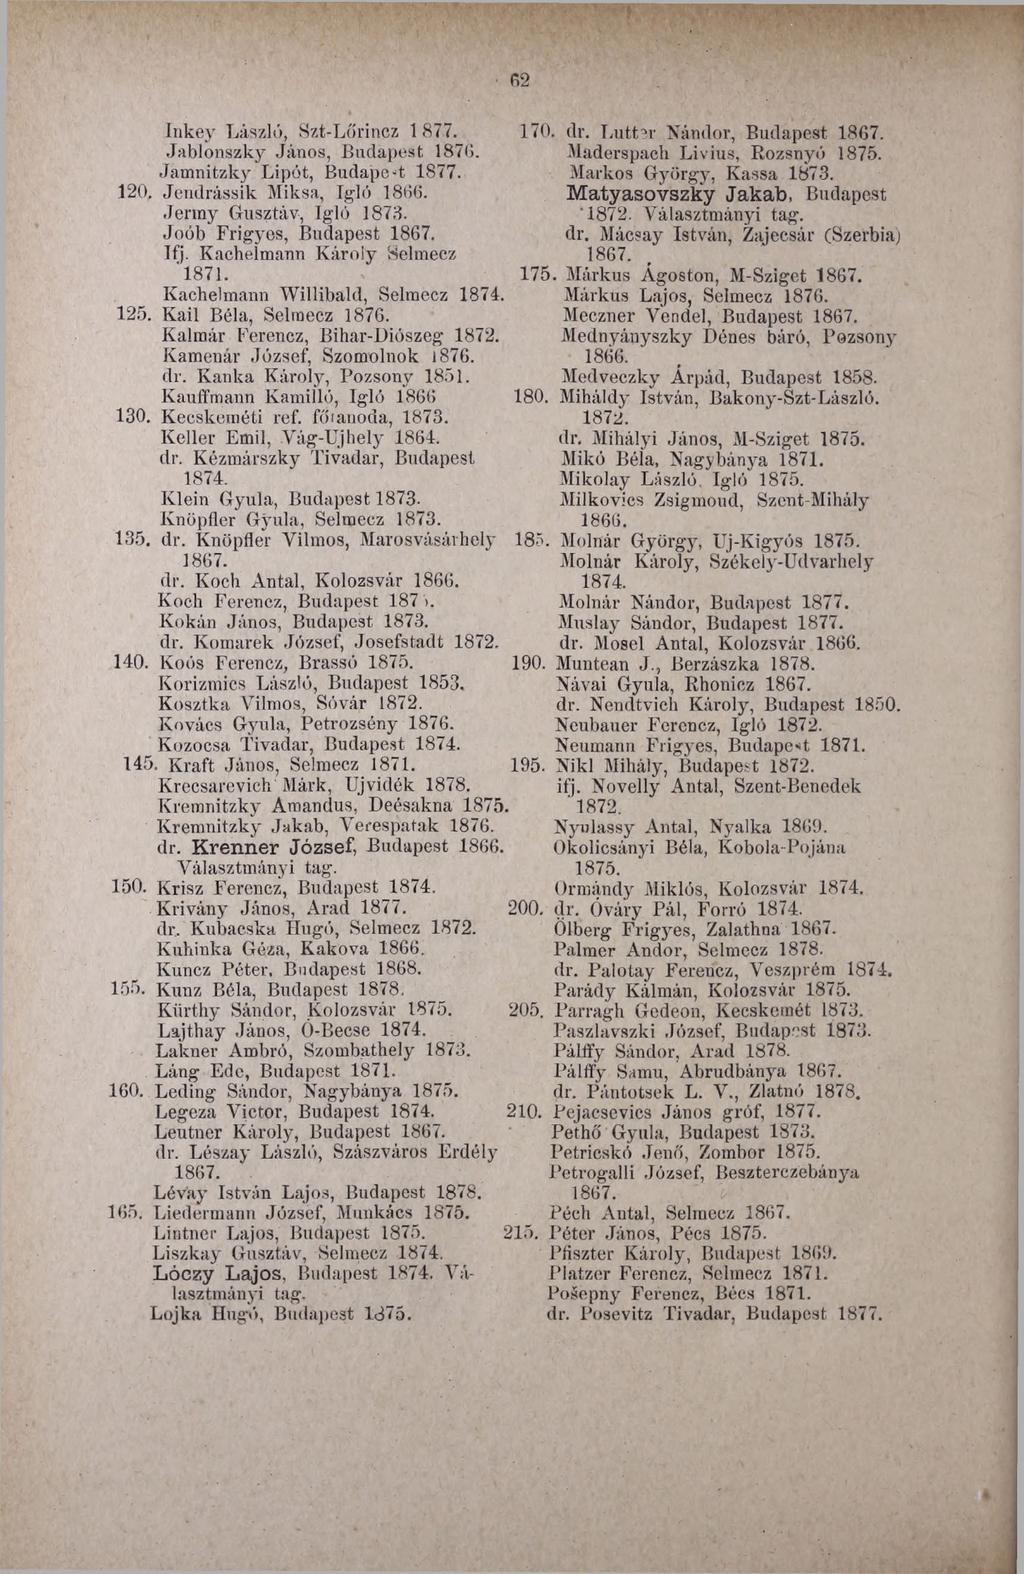 62
Inkey László, Szt-Lőrincz 1877.
Jablonszky János, Budapest 1876.
Jamnitzky Lipót, Budapest 1877.
120. Jendrássik Miksa, Igló 1866.
Jermy Gusztáv, Igló 1873.
Joób Frigyes, Budapest 1867.
Ifj. Kachelmann Károly Selmecz
1871.
Kachelmann Willibald, Selmecz 1874.
125. Kail Béla, Selmecz 1876.
Kalmár Ferencz, Bihar-Diószeg 1872.
Kamenár József, Szomolnok 1876.
dr. Kanka Károly, Pozsony 1851.
Kauffmann Kamilló, Igló 1866
130. Kecskeméti ref. főtanoda, 1873.
Keller Emil, Vág-Ujhely 1864.
dr. Kézmárszky Tivadar, Budapest
1874.
Klein Gyula, Budapest 1873.
Knöpfler Gyula, Selmecz 1873.
135. dr. Knöpfler Vilmos, Marosvásárhely
1867.
dr. Koch Antal, Kolozsvár 1866.
Koch Ferencz, Budapest
Kokán János, Budapest 1873.
dr. Komarek József, Josefstadt 1872.
140. Koós Ferencz, Brassó 1875.
Korizmics László, Budapest 1853.
Kosztka Vilmos, Sóvár 1872.
Kovács Gyula, Petrozsény 1876.
Kozocsa Tivadar, Budapest 1874.
145. Kraft János, Selmecz 1871.
Krecsarevich Márk, Ujvidék 1878.
Kremnitzky Amandus, Deésakna 1875.
Kremnitzky Jakab, Verespatak 1876.
dr. Krenner József, Budapest 1866.
Választmányi tag.
150. Krisz Ferencz, Budapest 1874.
Krivány János, Arad 1877.
dr. Kubacska Hugó, Selmecz 1872.
Kuhinka Géza, Kakova 1866.
Kuncz Péter, Budapest 1868.
155. Kunz Béla, Budapest 1878.
Kürthy Sándor, Kolozsvár 1875.
Lajthay János, Ó-Becse 1874.
Lakner Ambró, Szombathely 1873.
Láng Ede, Budapest 1871.
160. Leding Sándor, Nagybánya 1875.
Legeza Victor, Budapest 1874.
Leutner Károly, Budapest 1867.
dr. Lészay László, Szászváros Erdély
1867.
Lévay István Lajos, Budapest 1878.
165. Liedermann József, Munkács 1875.
Lintner Lajos, Budapest 1875.
Liszkay Gusztáv, Selmecz 1874.
Lóczy Lajos, Budapest 1874. Vá-
lasztmányi tag.
Lojka Hugó, Budapest 1875.
170. dr. Lutter Nándor, Budapest 1867.
Maderspach Livius, Rozsnyó 1875.
Markos György, Kassa 1873.
Matyasovszky Jakab, Budapest
1872. Választmányi tag.
dr. Mácsay István, Zajecsár (Szerbia)
1867.
175. Márkus Ágoston, M-Sziget 1867.
Márkus Lajos, Selmecz 1876.
Meczner Vendel, Budapest 1867.
Mednyányszky Dénes báró, Pozsony
1866.
Medveczky Árpád, Budapest 1858.
180. Miháldy István, Bakony-Szt-László.
1872.
dr. Mihályi János, M-Sziget 1875.
Mikó Béla, Nagybánya 1871.
Mikolay László, Igló 1875.
Milkovics Zsigmond, Szent-Mihály
1866.
185. Molnár György, Uj-Kigyós 1875.
Molnár Károly, Székely-Udvarhely
1874.
Molnár Nándor, Budapest 1877.
Muslay Sándor, Budapest 1877.
dr. Mosel Antal, Kolozsvár 1866.
190. Muntean J., Berzászka 1878.
Návai Gyula, Rhonicz 1867.
dr. Nendtvich Károly, Budapest 1850.
Neubauer Ferencz, Igló 1872.
Neumann Frigyes, Budapest 1871.
195. Nikl Mihály, Budapest 1872.
ifj. Novelly Antal, Szent-Benedek
1872.
Nyulassy Antal, Nyalka 1869.
Okolicsányi Béla, Kobola-Pojána
1875.
Ormándy Miklós, Kolozsvár 1874.
200. dr. Óváry Pál, Forró 1874.
Ölberg Frigyes, Zalathna 1867.
Palmer Andor, Selmecz 1878.
dr. Palotay Ferencz, Veszprém 1874.
Parády Kálmán, Kolozsvár 1875.
205. Parragh Gedeon, Kecskemét 1873.
Paszlavszki József, Budapest 1873.
Pálffy Sándor, Arad 1878.
Pálffy Samu, Abrudbánya 1867.
dr. Pántotsek L. V., Zlatnó 1878.
210. Pejacsevics János gróf, 1877.
Pethő Gyula, Budapest 1873.
Petricskó Jenő, Zombor 1875.
Petrogalli József, Beszterczebánya
1867.
Péch Antal, Selmecz 1867.
215. Péter János, Pécs 1875.
Pfiszter Károly, Budapest 1869.
Platzer Ferencz, Selmecz 1871.
Pošepny Ferencz, Bécs 1871.
dr. Posevitz Tivadar, Budapest 1877.